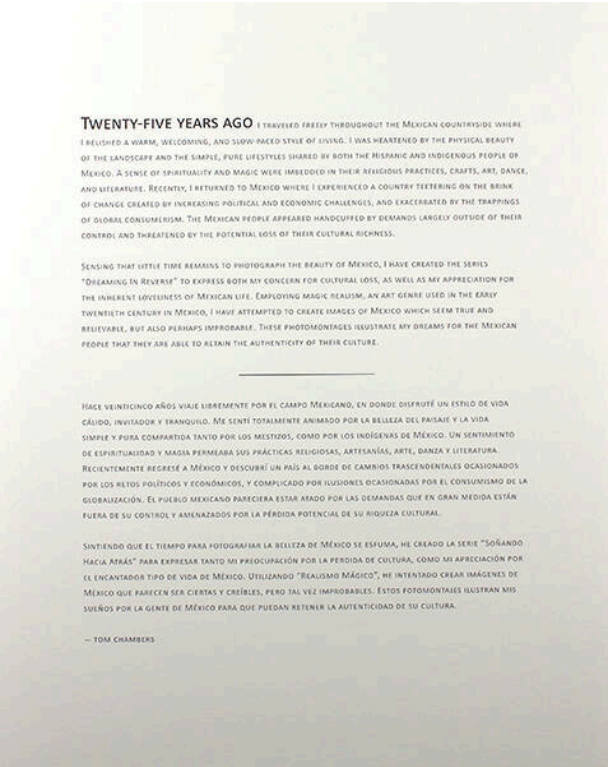 TWENTY-FIVE YEARS AGO I TRAVELED FREELY THROUGHOUT THE MEXICAN COUNTRYSIDE WHERE
I RELISHED A WARM, WELCOMING, AND SLOW-PACED STYLE OF LIVING. I WAS HEARTENED BY THE PHYSICAL BEAUTY
OF THE LANDSCAPE AND THE SIMPLE, PURE LIFESTYLES SHARED BY BOTH THE HISPANIC AND INDIGENOUS PEOPLE OF
MEXICO. A SENSE OF SPIRITUALITY AND MAGIC WERE IMBEDDED IN THEIR RELIGIOUS PRACTICES, CRAFTS, ART, DANCE,
AND LITERATURE. RECENTLY, I RETURNED TO MEXICO WHERE I EXPERIENCED A COUNTRY TEETERING ON THE BRINK
OF CHANGE CREATED BY INCREASING POLITICAL AND ECONOMIC CHALLENGES, AND EXACERBATED BY THE TRAPPINGS
OF GLOBAL CONSUMERISM. THE MEXICAN PEOPLE APPEARED HANDCUFFED BY DEMANDS LARGELY OUTSIDE OF THEIR
CONTROL AND THREATENED BY THE POTENTIAL LOSS OF THEIR CULTURAL RICHNESS.
SENSING THAT LITTLE TIME REMAINS TO PHOTOGRAPH THE BEAUTY OF MEXICO, I HAVE CREATED THE SERIES
"DREAMING IN REVERSE" TO EXPRESS BOTH MY CONCERN FOR CULTURAL LOSS, AS WELL AS MY APPRECIATION FOR
THE INHERENT LOVELINESS OF MEXICAN LIFE. EMPLOYING MAGIC REALISM, AN ART GENRE USED IN THE EARLY
TWENTIETH CENTURY IN MEXICO, I HAVE ATTEMPTED TO CREATE IMAGES OF MEXICO WHICH SEEM TRUE AND
BELIEVABLE, BUT ALSO PERHAPS IMPROBABLE. THESE PHOTOMONTAGES ILLUSTRATE MY DREAMS FOR THE MEXICAN
PEOPLE THAT THEY ARE ABLE TO RETAIN THE AUTHENTICITY OF THEIR CULTURE.
HACE VEINTICINCO AÑOS VIAJE LIBREMENTE POR EL CAMPO MEXICANO, EN DONDE DISFRUTÉ UN ESTILO DE VIDA
CÁLIDO, INVITADOR Y TRANQUILO. ME SENTÍ TOTALMENTE ANIMADO POR LA BELLEZA DEL PAISAJE Y LA VIDA
SIMPLE Y PURA COMPARTIDA TANTO POR LOS MESTIZOS, COMO POR LOS INDÍGENAS DE MÉXICO. UN SENTIMIENTO
DE ESPIRITUALIDAD Y MAGIA PERMEABA SUS PRÁCTICAS RELIGIOSAS, ARTESANÍAS, ARTE, DANZA Y LITERATURA.
RECIENTEMENTE REGRESÉ A MÉXICO Y DESCUBRÍ UN PAÍS AL BORDE DE CAMBIOS TRASCENDENTALES OCASIONADOS
POR LOS RETOS POLÍTICOS Y ECONÓMICOS, Y COMPLICADO POR ILUSIONES OCASIONADAS POR EL CONSUMISMO DE LA
GLOBALIZACIÓN. EL PUEBLO MEXICANO PARECIERA ESTAR ATADO POR LAS DEMANDAS QUE EN GRAN MEDIDA ESTÁN
FUERA DE SU CONTROL Y AMENAZADOS POR LA PÉRDIDA POTENCIAL DE SU RIQUEZA CULTURAL.
SINTIENDO QUE EL TIEMPO PARA FOTOGRAFIAR LA BELLEZA DE MÉXICO SE ESFUMA, HE CREADO LA SERIE "SOÑANDO
HACIA ATRÁS" PARA EXPRESAR TANTO MI PREOCUPACIÓN POR LA PERDIDA DE CULTURA, COMO MI APRECIACIÓN POR
EL ENCANTADOR TIPO DE VIDA DE MÉXICO. UTILIZANDO "REALISMO MÁGICO", HE INTENTADO CREAR IMÁGENES DE
MÉXICO QUE PARECEN SER CIERTAS Y CREÍBLES, PERO TAL VEZ IMPROBABLES. ESTOS FOTOMONTAJES ILUSTRAN MIS
SUEÑOS POR LA GENTE DE MÉXICO PARA QUE PUEDAN RETENER LA AUTENTICIDAD DE SU CULTURA.
– TOM CHAMBERS